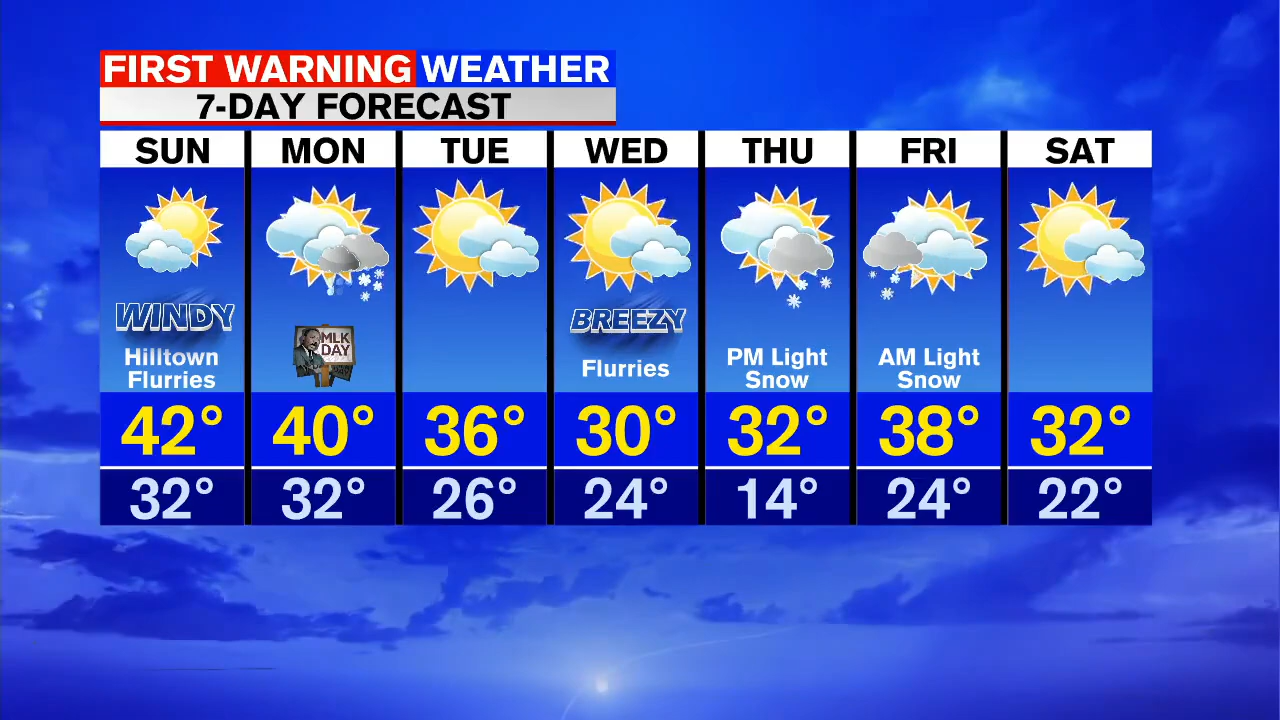 FIRST WARNING WEATHER
7-DAY FORECAST
SUN MON TUE WED THU FRI SAT
WINDY BREEZY
MLK
DAY
Hilltown Flurries PM Light AM Light
Flurries Snow Snow
42° 40° 36° 30° 32° 38° 32°
32° 32° 26° 24° 14° 24° 22°